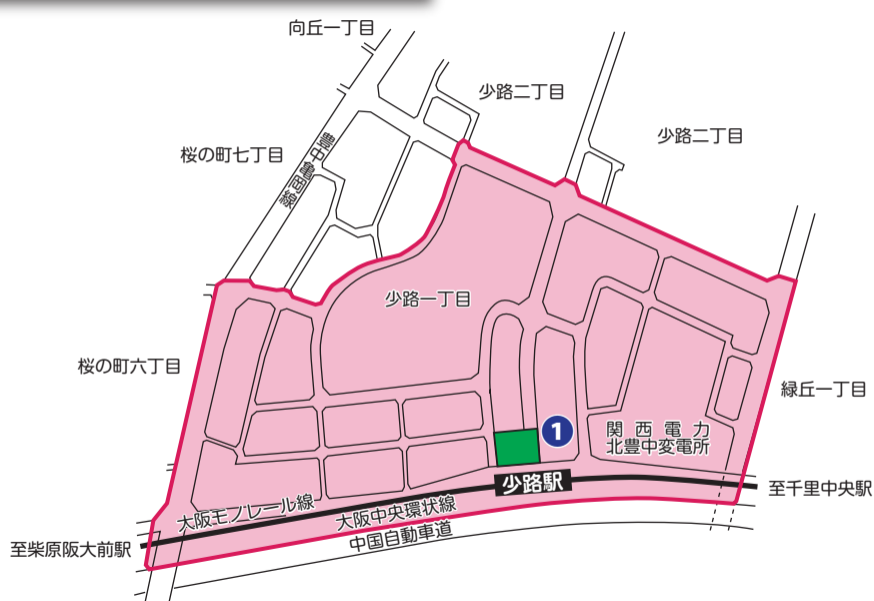 向丘一丁目
少路二丁目
少路二丁目
桜の町七丁目
豊中亀岡線
少路一丁目
桜の町六丁目
緑丘一丁目
1
関西電力
北豊中変電所
少路駅
至千里中央駅
大阪モノレール線
大阪中央環状線
中国自動車道
至柴原阪大前駅